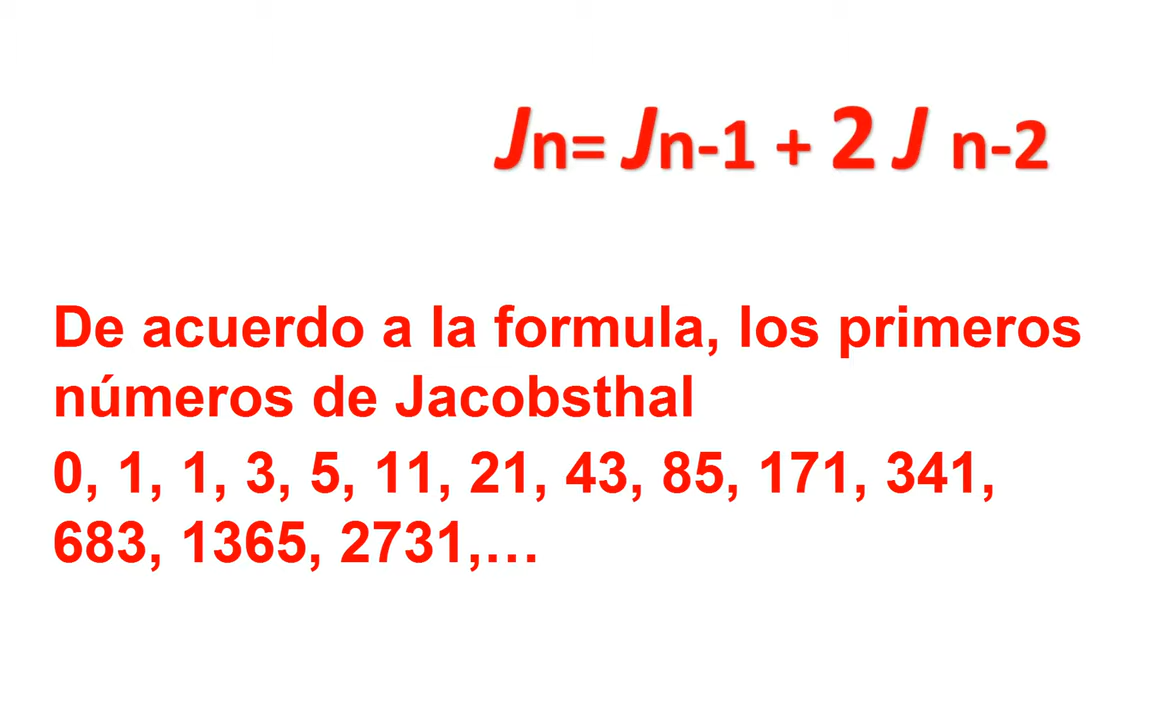 Jn= Jn-1 + 2 J n-2
De acuerdo a la formula, los primeros
números de Jacobsthal
0, 1, 1, 3, 5, 11, 21, 43, 85, 171, 341,
683, 1365, 2731,...